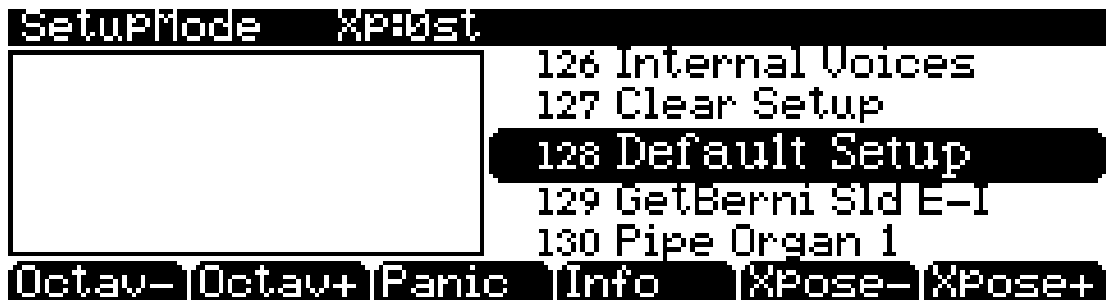 SetupMode Xp:0st
126 Internal Voices
127 Clear Setup
128 Default Setup
129 GetBerni Sld E-I
130 Pipe Organ 1
Octav- Octav+ Panic Info Xpose- Xpose+